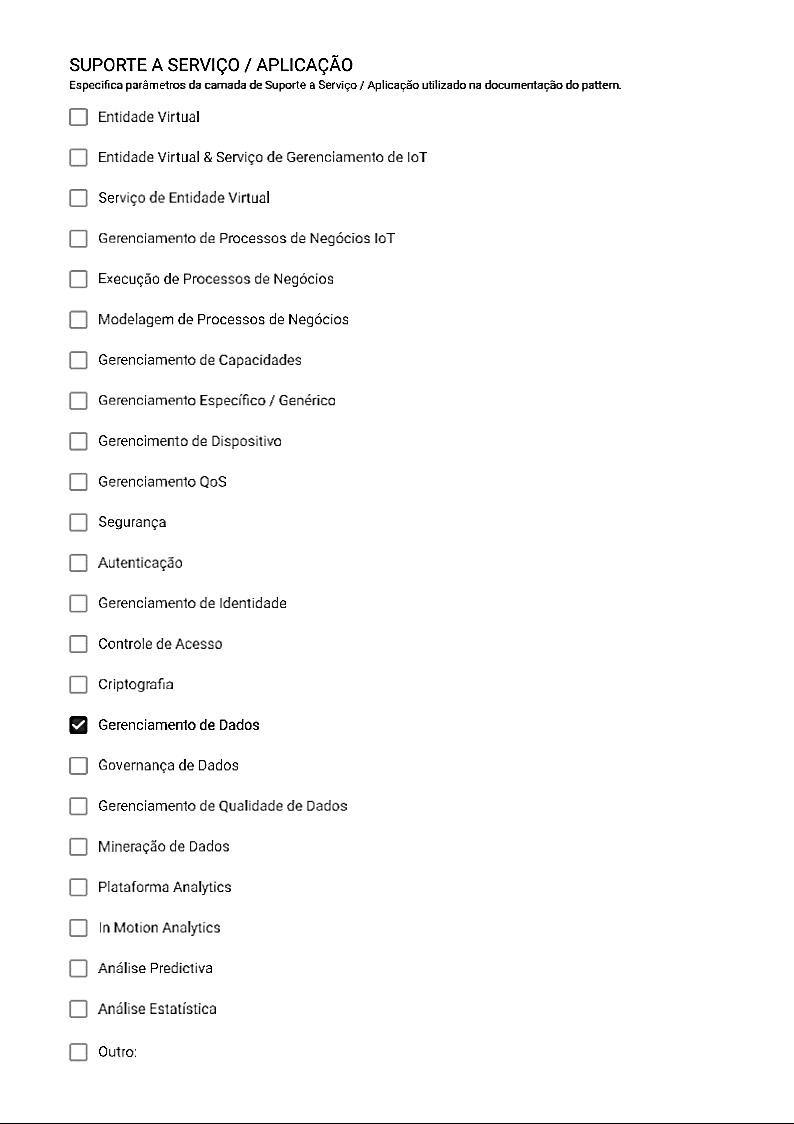 SUPORTE A SERVIÇO / APLICAÇÃO
Especifica parâmetros da camada de Suporte a Serviço / Aplicação utilizado na documentação do pattern.
Entidade Virtual
Entidade Virtual & Serviço de Gerenciamento de IoT
Serviço de Entidade Virtual
Gerenciamento de Processos de Negócios IoT
Execução de Processos de Negócios
Modelagem de Processos de Negócios
Gerenciamento de Capacidades
Gerenciamento Específico / Genérico
Gerencimento de Dispositivo
Gerenciamento QoS
Segurança
Autenticação
Gerenciamento de Identidade
Controle de Acesso
Criptografia
Gerenciamento de Dados
Governança de Dados
Gerenciamento de Qualidade de Dados
Mineração de Dados
Plataforma Analytics
In Motion Analytics
Análise Predictiva
Análise Estatística
Outro: